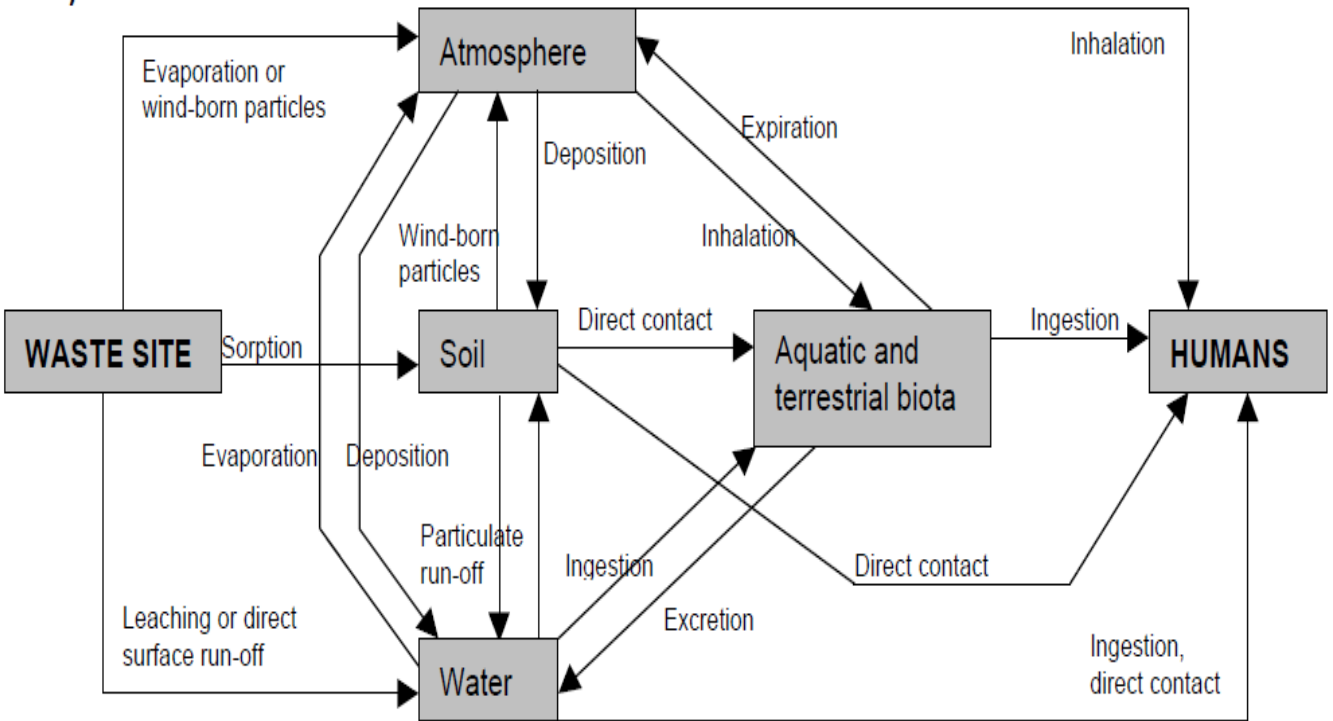 Atmosphere
Inhalation
Evaporation or
wind-born particles
Expiration
Deposition
Wind-born
particles
Inhalation
WASTE SITE
Sorption
Soil
Direct contact
Aquatic and
terrestrial biota
Ingestion
HUMANS
Evaporation
Deposition
Particulate
run-off
Ingestion
Direct contact
Excretion
Leaching or direct
surface run-off
Water
Ingestion,
direct contact